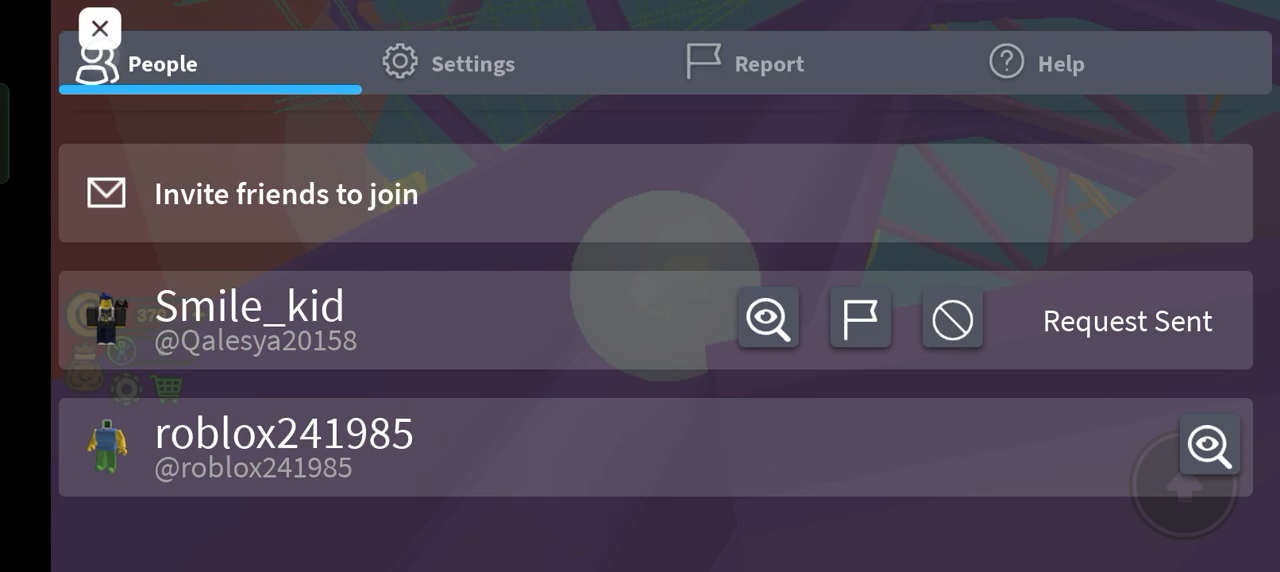 People
Settings
Report
Help
Invite friends to join
Smile_kid
@Qalesya20158
Request Sent
roblox241985
@roblox241985